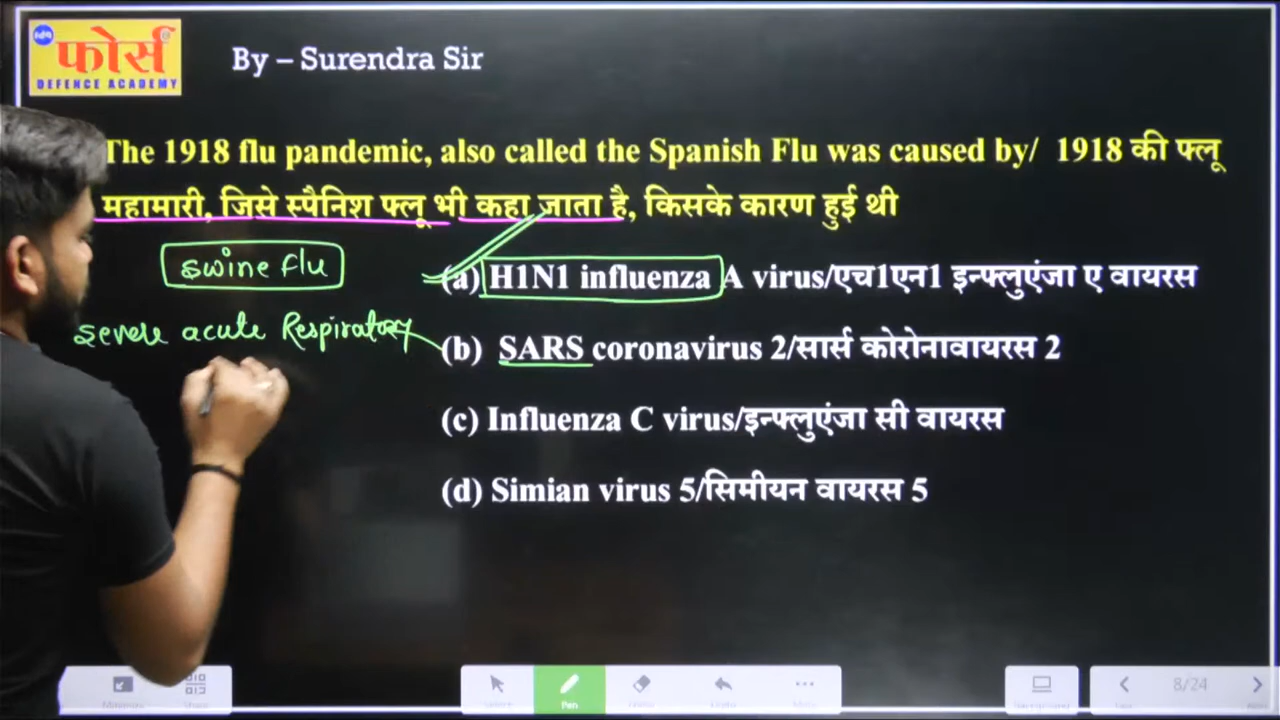 फोर्स
DEFENCE ACADEMY
By – Surendra Sir
The 1918 flu pandemic, also called the Spanish Flu was caused by/ 1918 की फ्लू
महामारी, जिसे स्पैनिश फ्लू भी कहा जाता है, किसके कारण हुई थी
swine flu
(a) H1N1 influenza A virus/एच1एन1 इन्फ्लुएंजा ए वायरस
severe acute Respiratory
(b) SARS coronavirus 2/सार्स कोरोनावायरस 2
(c) Influenza C virus/इन्फ्लुएंजा सी वायरस
(d) Simian virus 5/सिमीयन वायरस 5
Pen
8/24